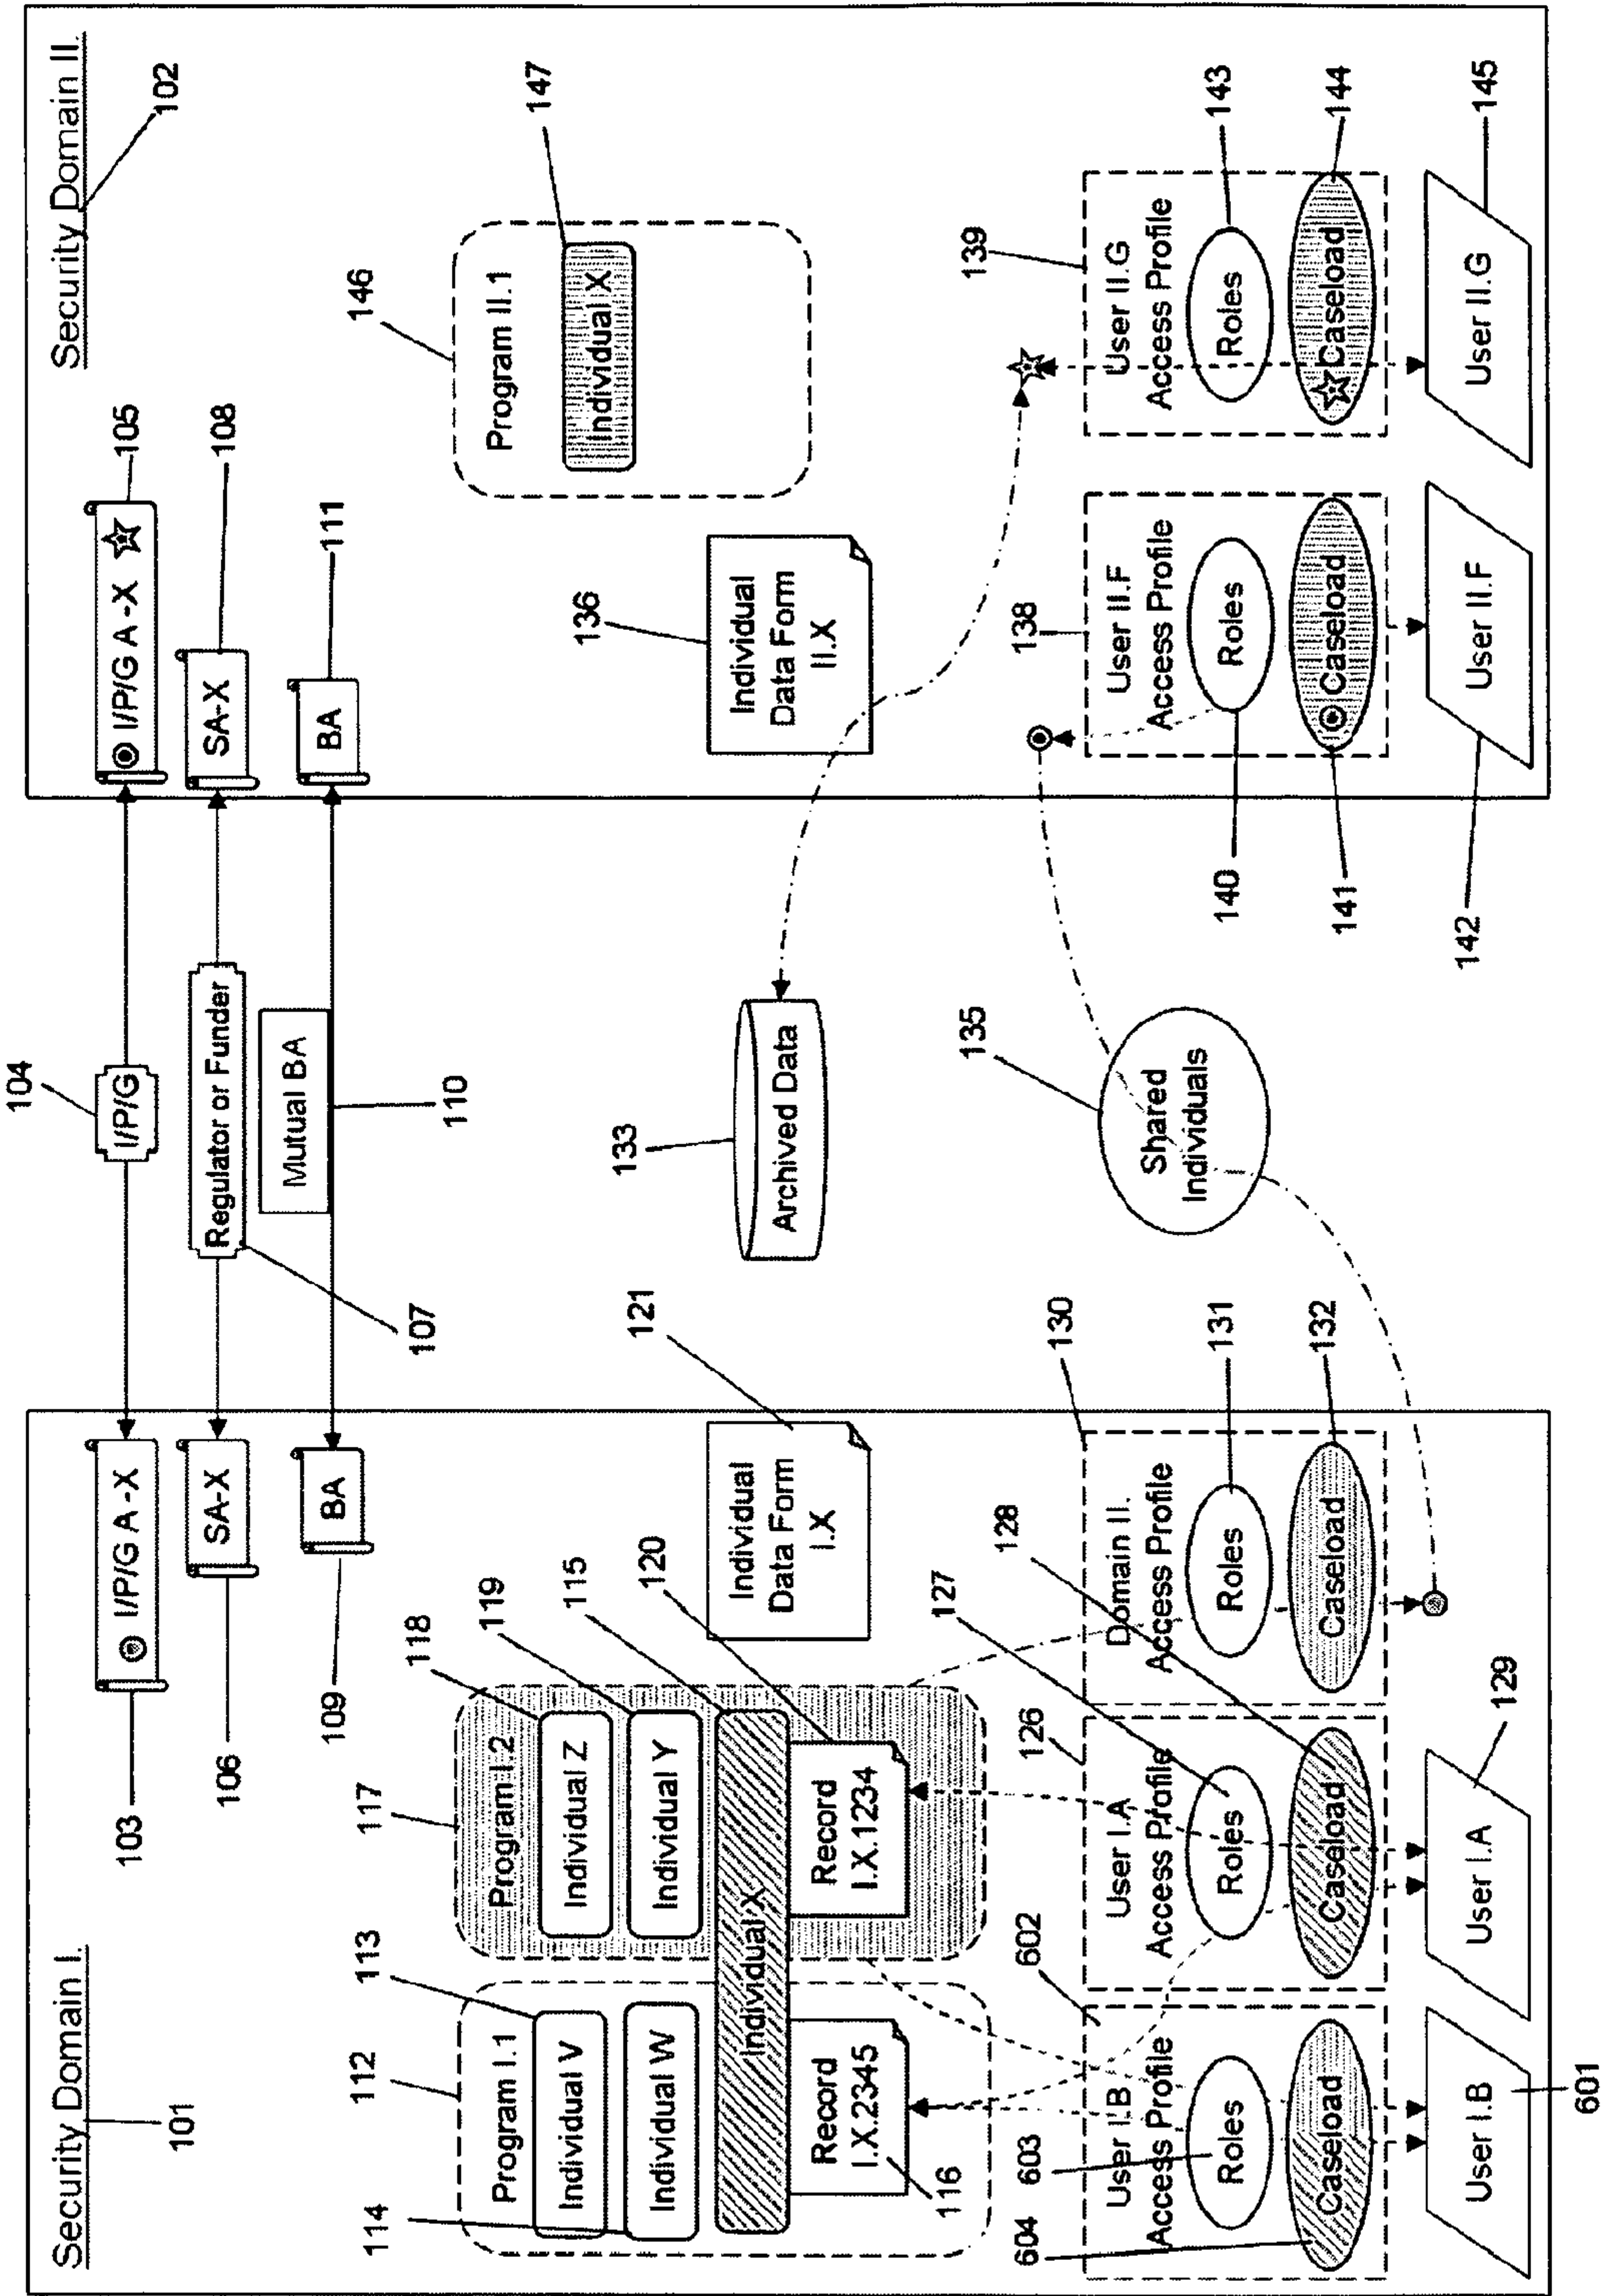 Security Domain I.
101
103
I/P/G A -X
104
I/P/G
I/P/G A -X
105
Security Domain II.
102
106
SA-X
Regulator or Funder
107
SA-X
108
109
BA
Mutual BA
110
BA
111
112
Program I.1
113
Individual V
114
Individual W
Individual X
Record
I.X.2345
116
117
Program I.2
118
Individual Z
119
Individual Y
115
120
Record
I.X.1234
121
Individual
Data Form
I.X
133
Archived Data
136
Individual
Data Form
II.X
146
Program II.1
147
Individual X
135
Shared
Individuals
602
User I.B
Access Profile
603
Roles
604
Caseload
User I.B
601
126
User I.A
Access Profile
127
Roles
128
Caseload
User I.A
129
130
Domain II.
Access Profile
Roles
131
Caseload
132
138
User II.F
Access Profile
Roles
140
Caseload
141
User II.F
142
139
User II.G
Access Profile
Roles
143
Caseload
144
User II.G
145